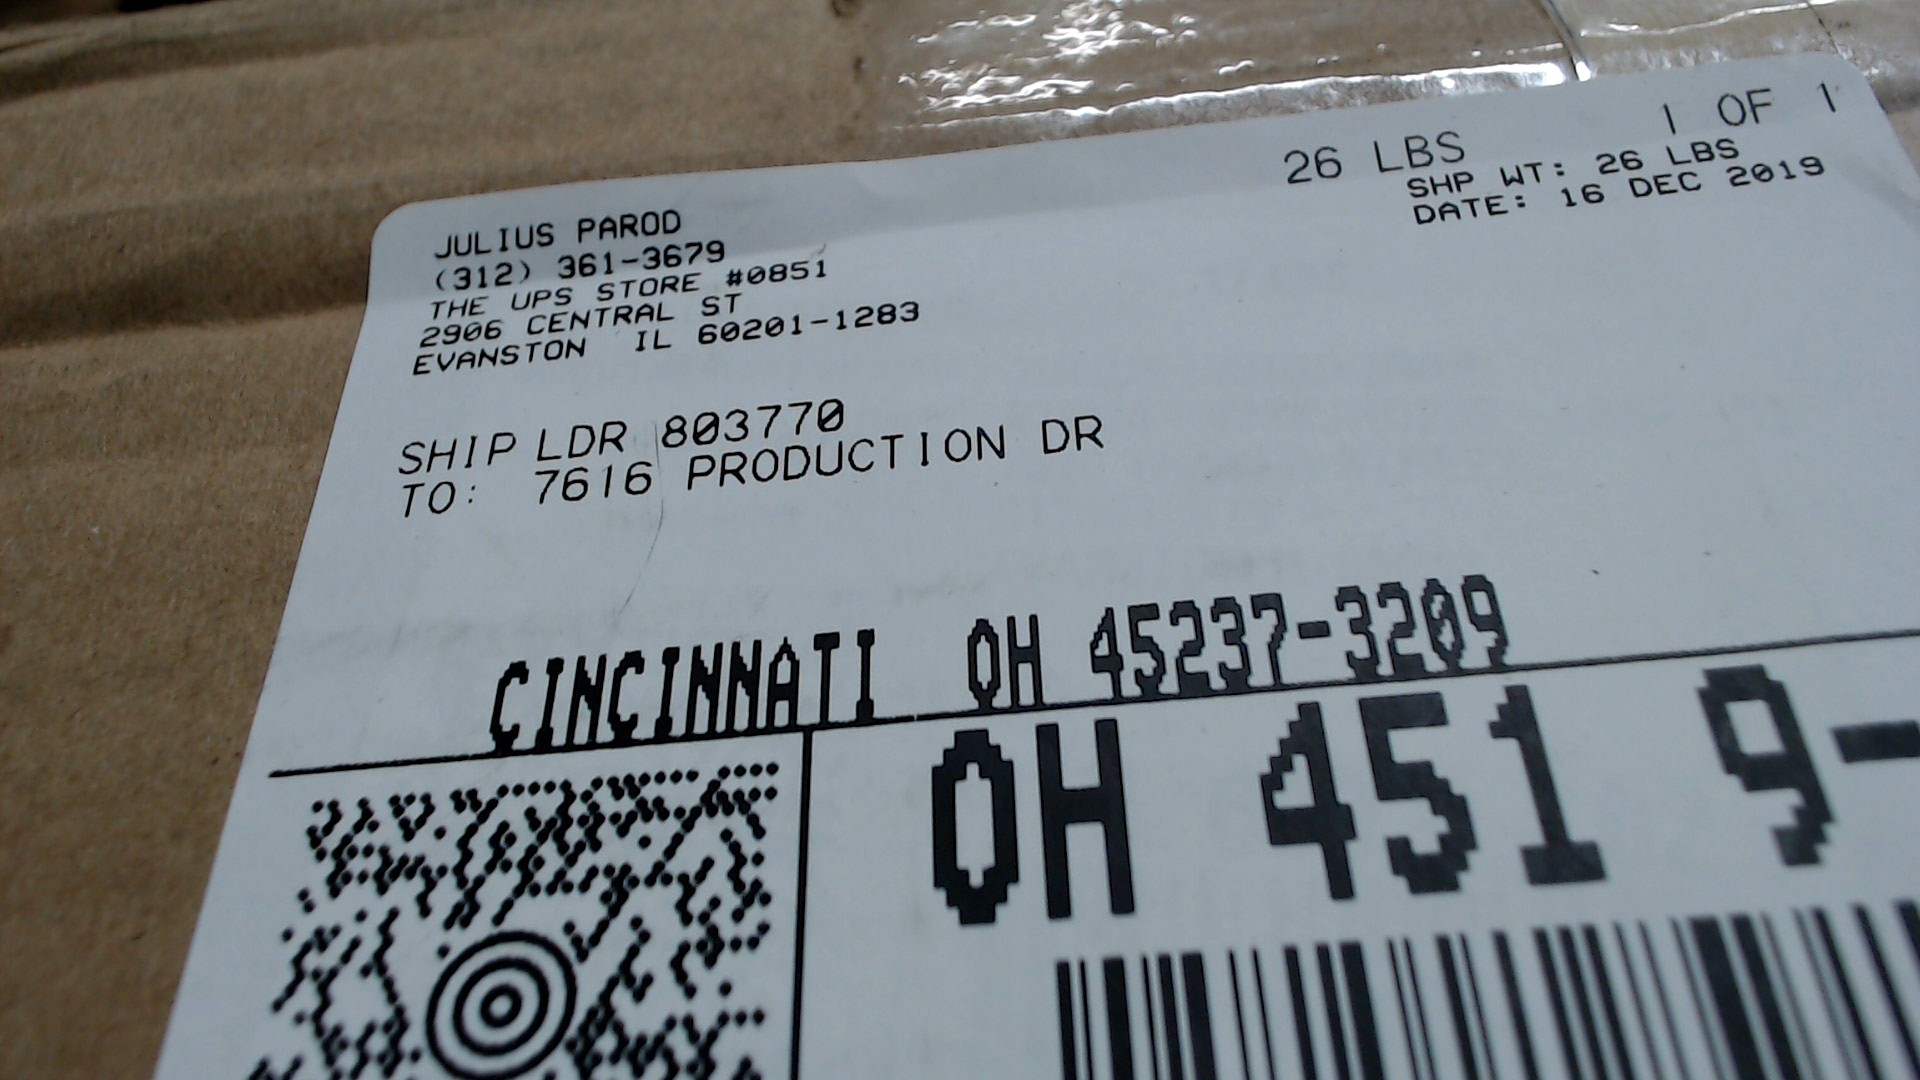 1 OF 1
26 LBS
SHP WT: 26 LBS
DATE: 16 DEC 2019
JULIUS PAROD
(312) 361-3679
THE UPS STORE #0851
2906 CENTRAL ST
EVANSTON IL 60201-1283
SHIP LDR 803770
TO: 7616 PRODUCTION DR
CINCINNATI OH 45237-3209
OH 451 9-